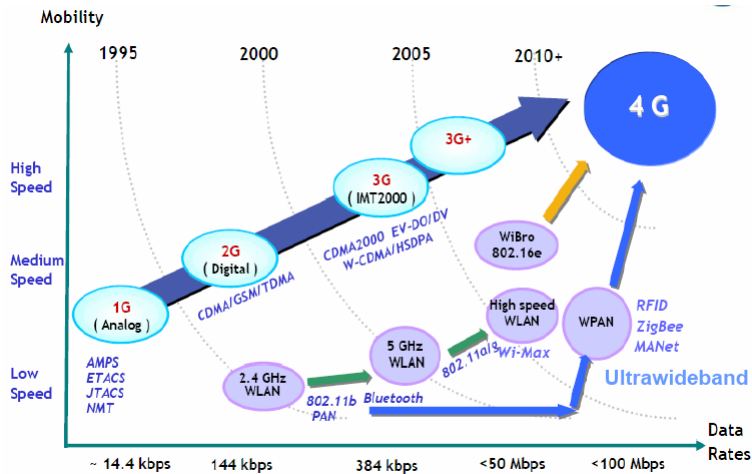 Mobility
1995
2000
2005
2010+
4 G
3G+
High
Speed
3G
( IMT2000 )
CDMA2000 EV-DO/DV
W-CDMA/HSDPA
WiBro
802.16e
Medium
Speed
2G
( Digital )
CDMA/GSM/TDMA
1G
( Analog )
High speed
WLAN
WPAN
RFID
ZigBee
MANet
5 GHz
WLAN
802.11a/g
Wi-Max
Low
Speed
AMPS
ETACS
JTACS
NMT
2.4 GHz
WLAN
802.11b
PAN
Bluetooth
Ultrawideband
Data
Rates
~ 14.4 kbps
144 kbps
384 kbps
<50 Mbps
<100 Mbps